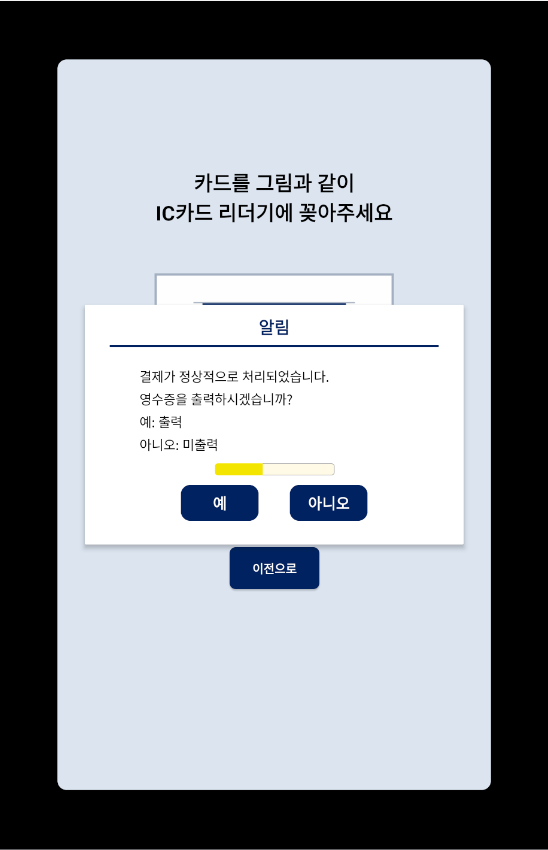 카드를 그림과 같이
IC카드 리더기에 꽂아주세요
알림
결제가 정상적으로 처리되었습니다.
영수증을 출력하시겠습니까?
예: 출력
아니오: 미출력
예
아니오
이전으로